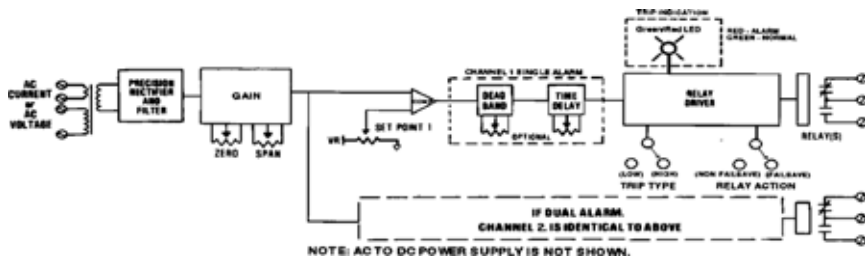 TRIP INDICATION
Green/Red LED
RED - ALARM
GREEN - NORMAL
CHANNEL 1 SINGLE ALARM
AC
CURRENT
or
AC
VOLTAGE
PRECISION
RECTIFIER
AND
FILTER
GAIN
DEAD
BAND
TIME
DELAY
RELAY
DRIVER
ZERO
SPAN
VR
SET POINT 1
OPTIONAL
RELAY(S)
(LOW)
(HIGH)
TRIP TYPE
(NON FAILSAVE)
(FAILSAVE)
RELAY ACTION
IF DUAL ALARM.
CHANNEL 2. IS IDENTICAL TO ABOVE
NOTE: AC TO DC POWER SUPPLY IS NOT SHOWN.